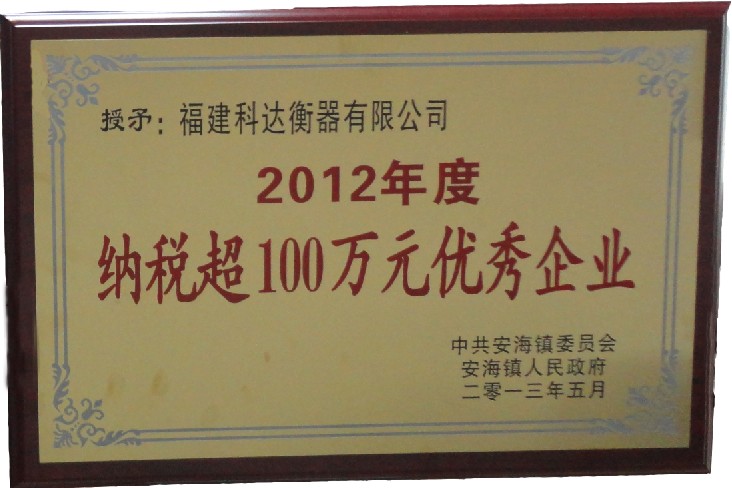 授予：福建科达衡器有限公司
2012年度
纳税超100万元优秀企业
中共安海镇委员会
安海镇人民政府
二零一三年五月